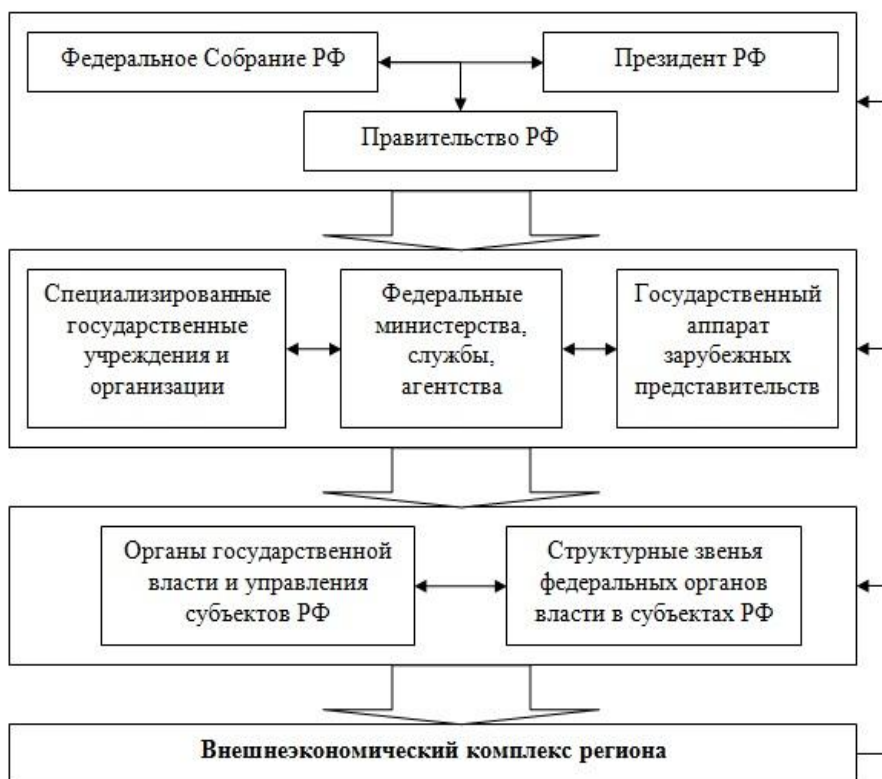 Федеральное Собрание РФ
Президент РФ
Правительство РФ
Специализированные
государственные
учреждения и
организации
Федеральные
министерства,
службы,
агентства
Государственный
аппарат
зарубежных
представительств
Органы государственной
власти и управления
субъектов РФ
Структурные звенья
федеральных органов
власти в субъектах РФ
Внешнеэкономический комплекс региона